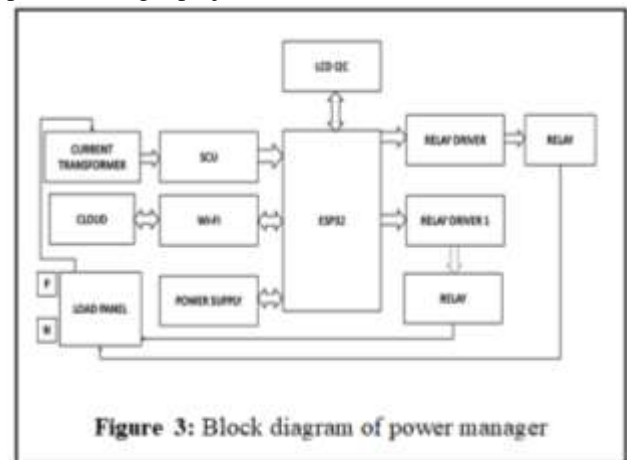 LCD I2C
CURRENT
TRANSFORMER
SCU
ESP32
RELAY DRIVER
RELAY
CLOUD
WI-FI
RELAY DRIVER 1
P
LOAD PANEL
N
POWER SUPPLY
RELAY
Figure 3: Block diagram of power manager